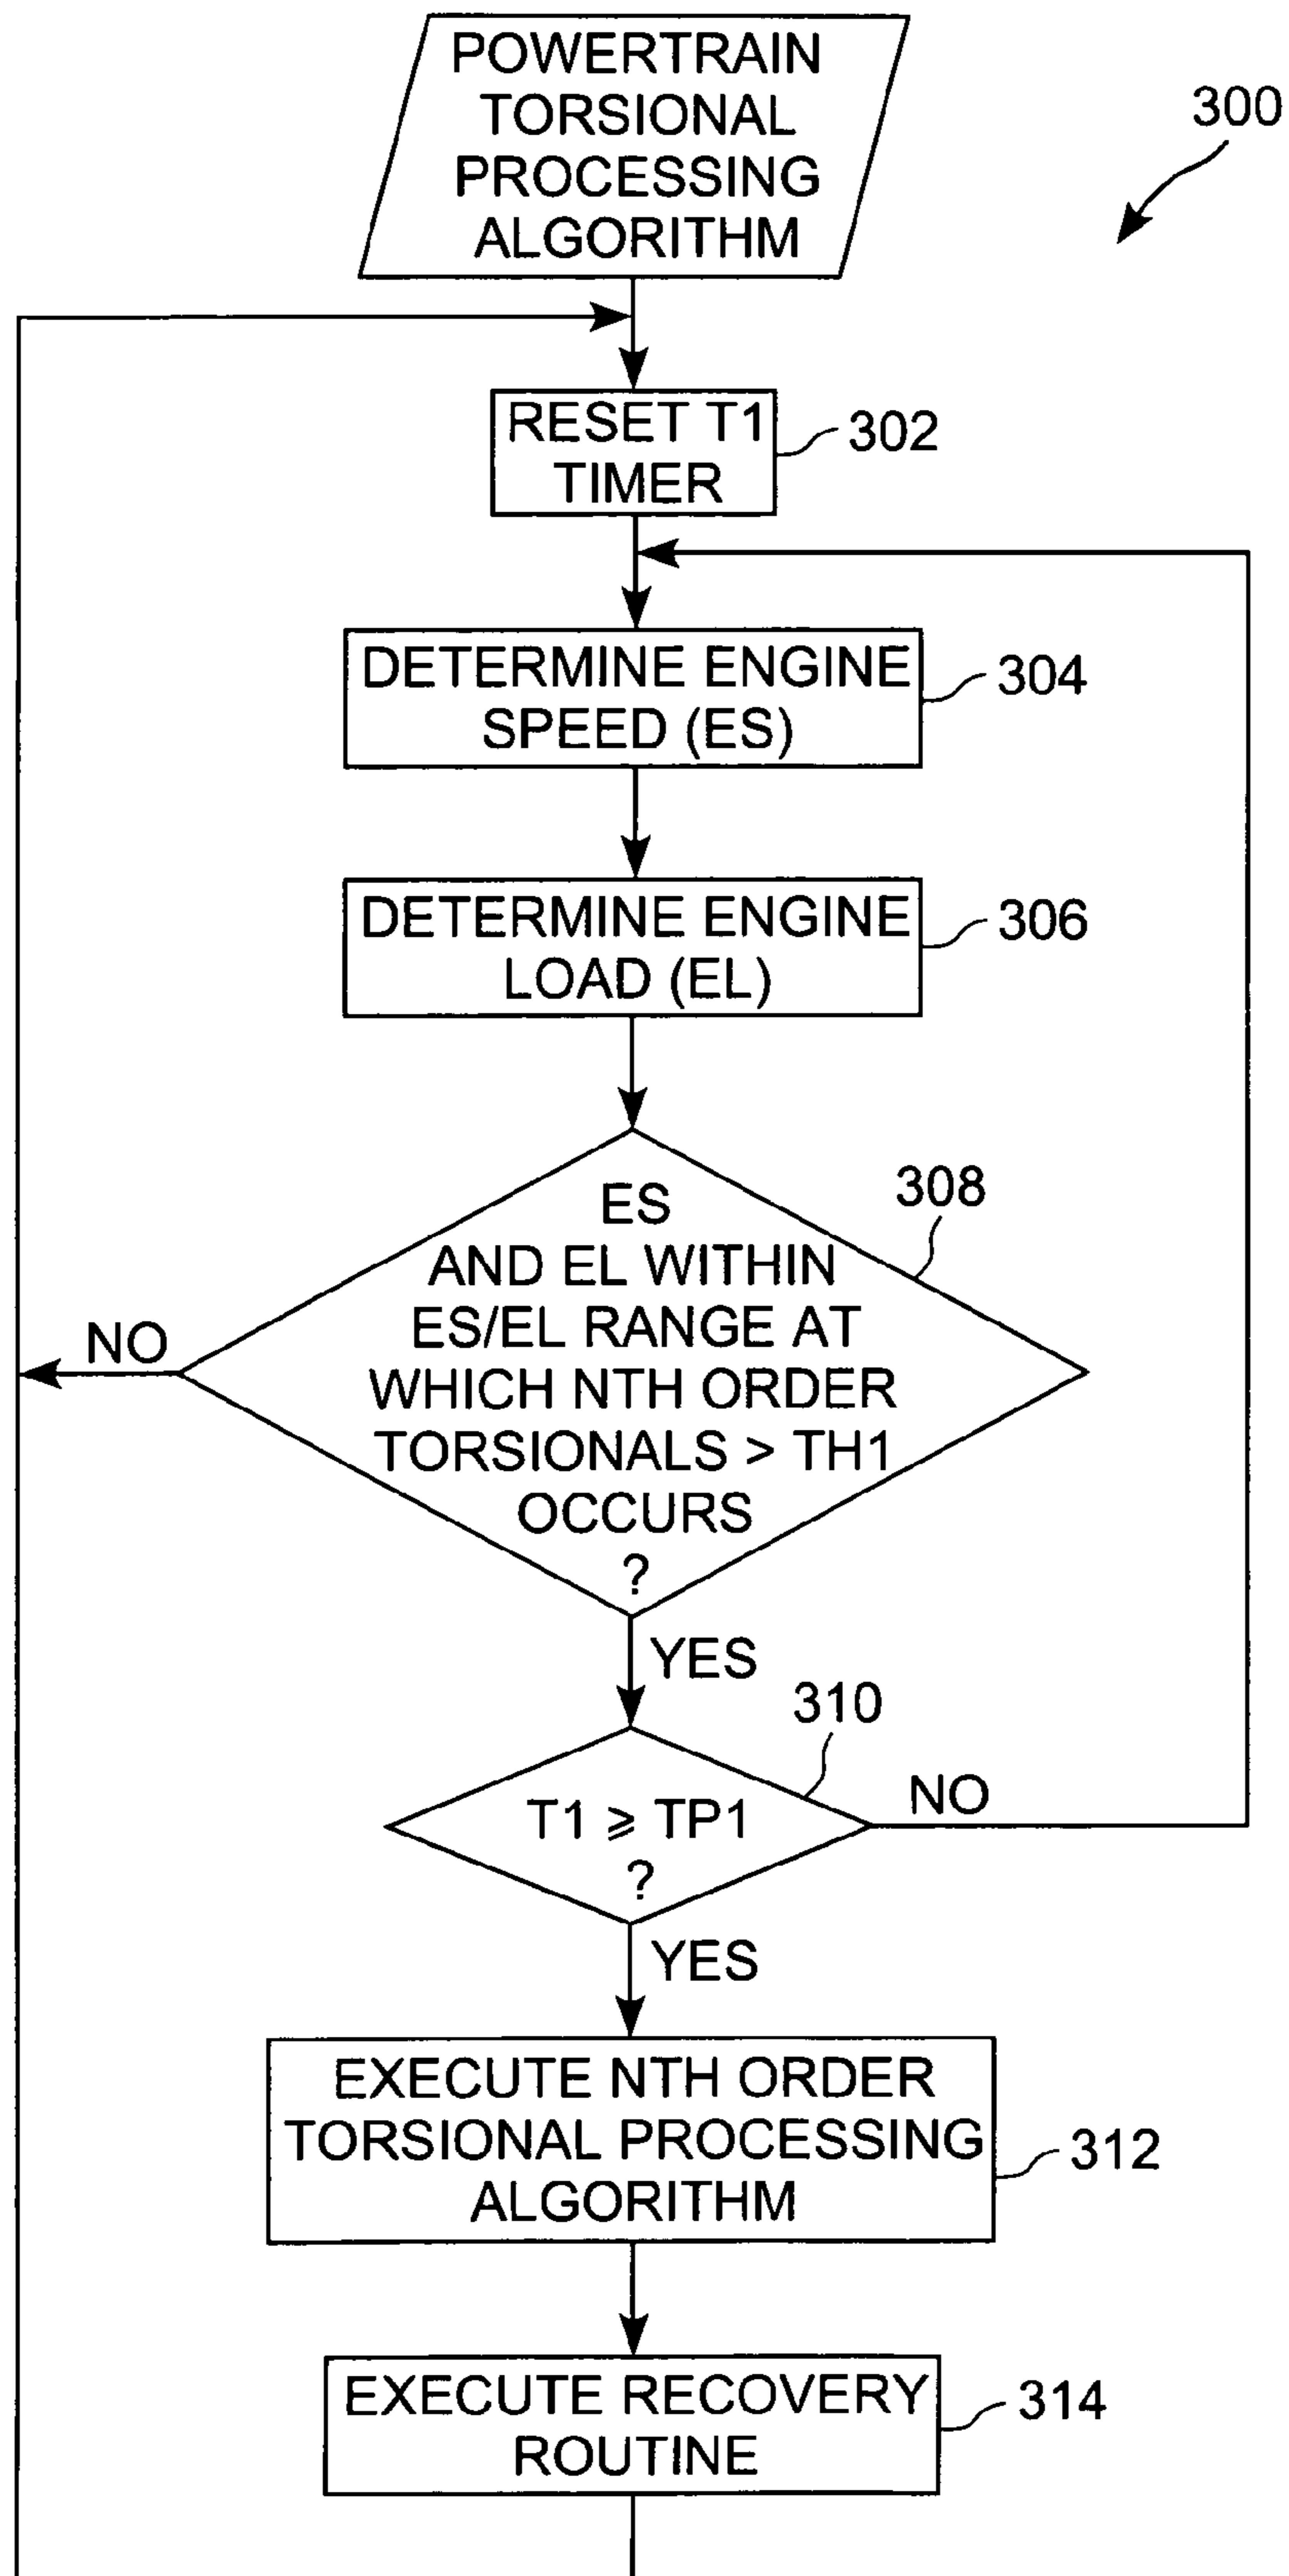 POWERTRAIN
TORSIONAL
PROCESSING
ALGORITHM
300
RESET T1
TIMER
302
DETERMINE ENGINE
SPEED (ES)
304
DETERMINE ENGINE
LOAD (EL)
306
308
ES
AND EL WITHIN
ES/EL RANGE AT
WHICH NTH ORDER
TORSIONALS > TH1
OCCURS
?
NO
YES
310
T1 ⩾ TP1
?
NO
YES
EXECUTE NTH ORDER
TORSIONAL PROCESSING
ALGORITHM
312
EXECUTE RECOVERY
ROUTINE
314